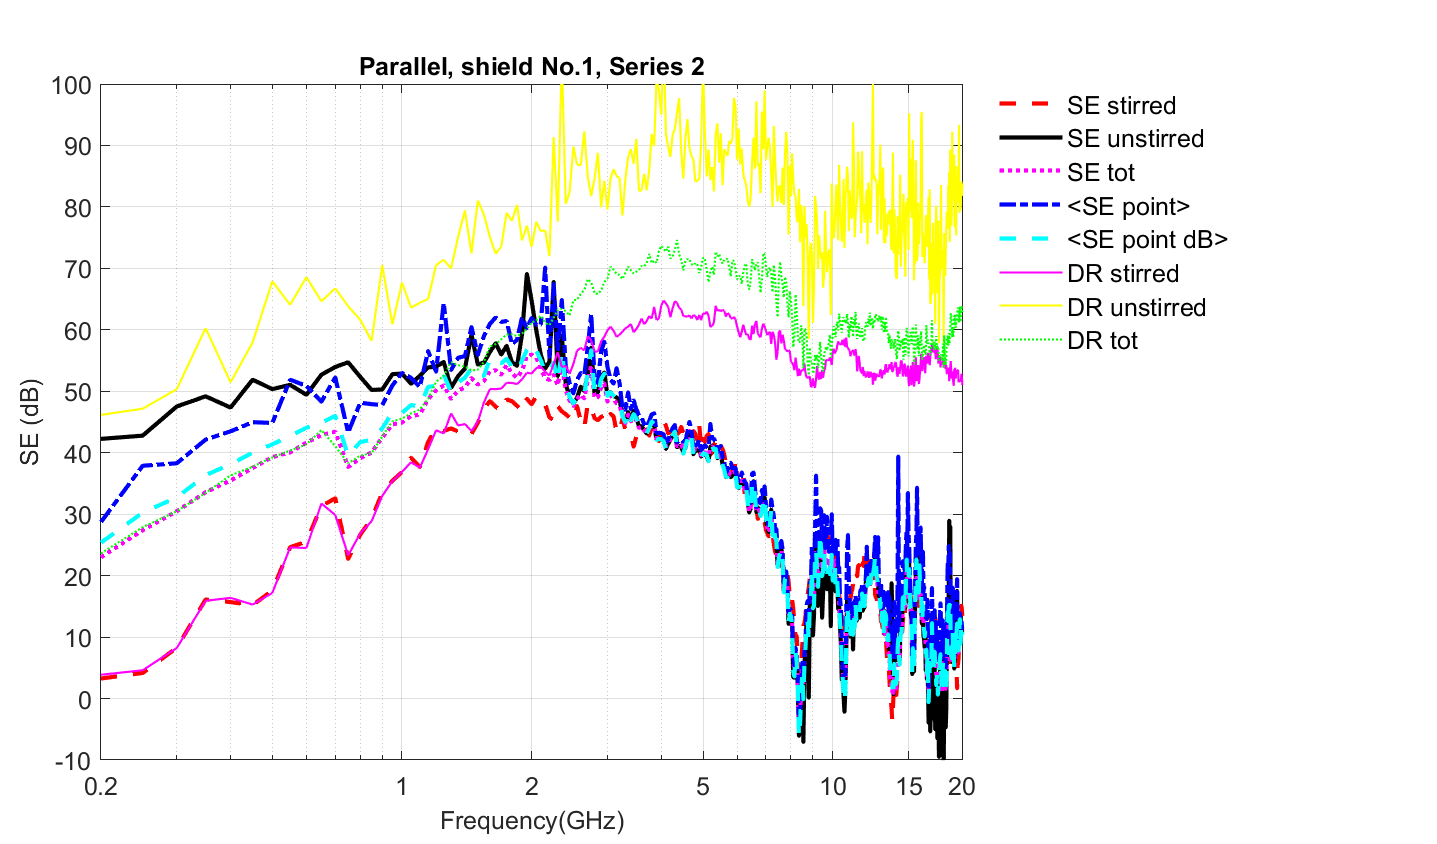 Parallel, shield No.1, Series 2
100
90
80
70
60
50
40
30
20
10
0
-10
SE (dB)
0.2
1
2
5
10
15
20
Frequency(GHz)
SE stirred
SE unstirred
SE tot
<SE point>
<SE point dB>
DR stirred
DR unstirred
DR tot